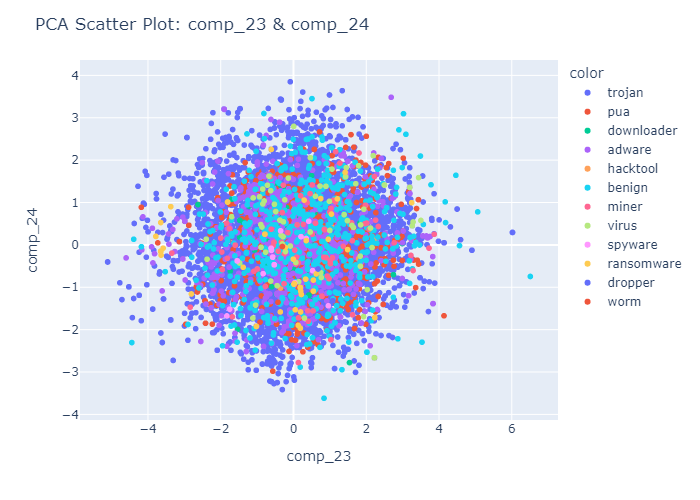 PCA Scatter Plot: comp_23 & comp_24
color
trojan
pua
downloader
adware
hacktool
benign
miner
virus
spyware
ransomware
dropper
worm
comp_24
4
3
2
1
0
−1
−2
−3
−4
−4
−2
0
2
4
6
comp_23